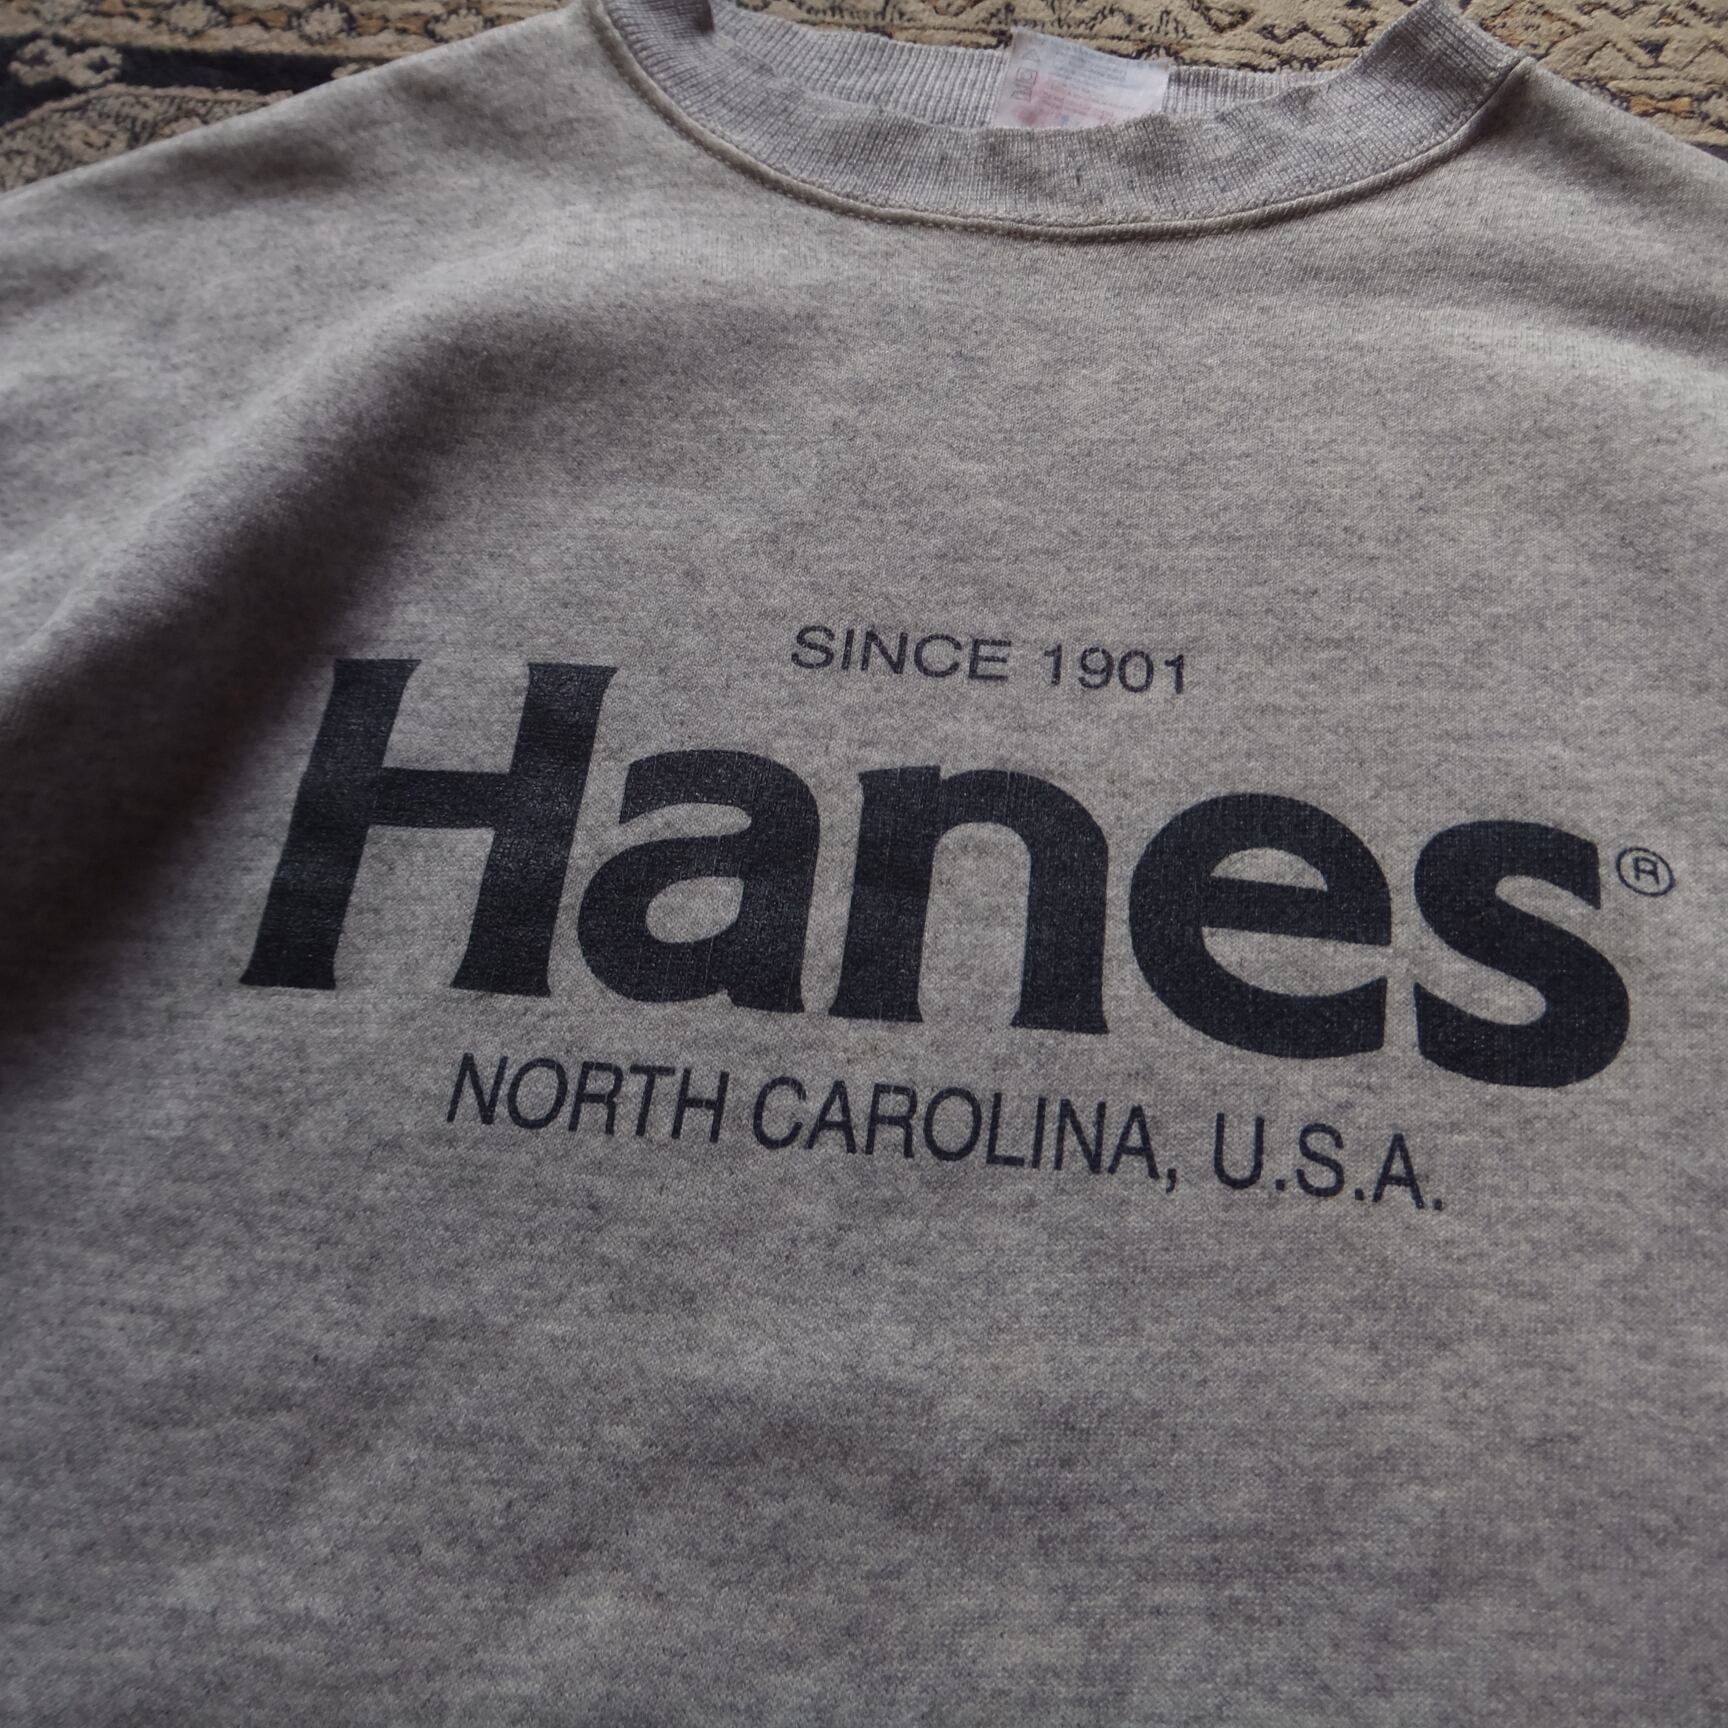 SINCE 1901
Hanes®
NORTH CAROLINA, U.S.A.